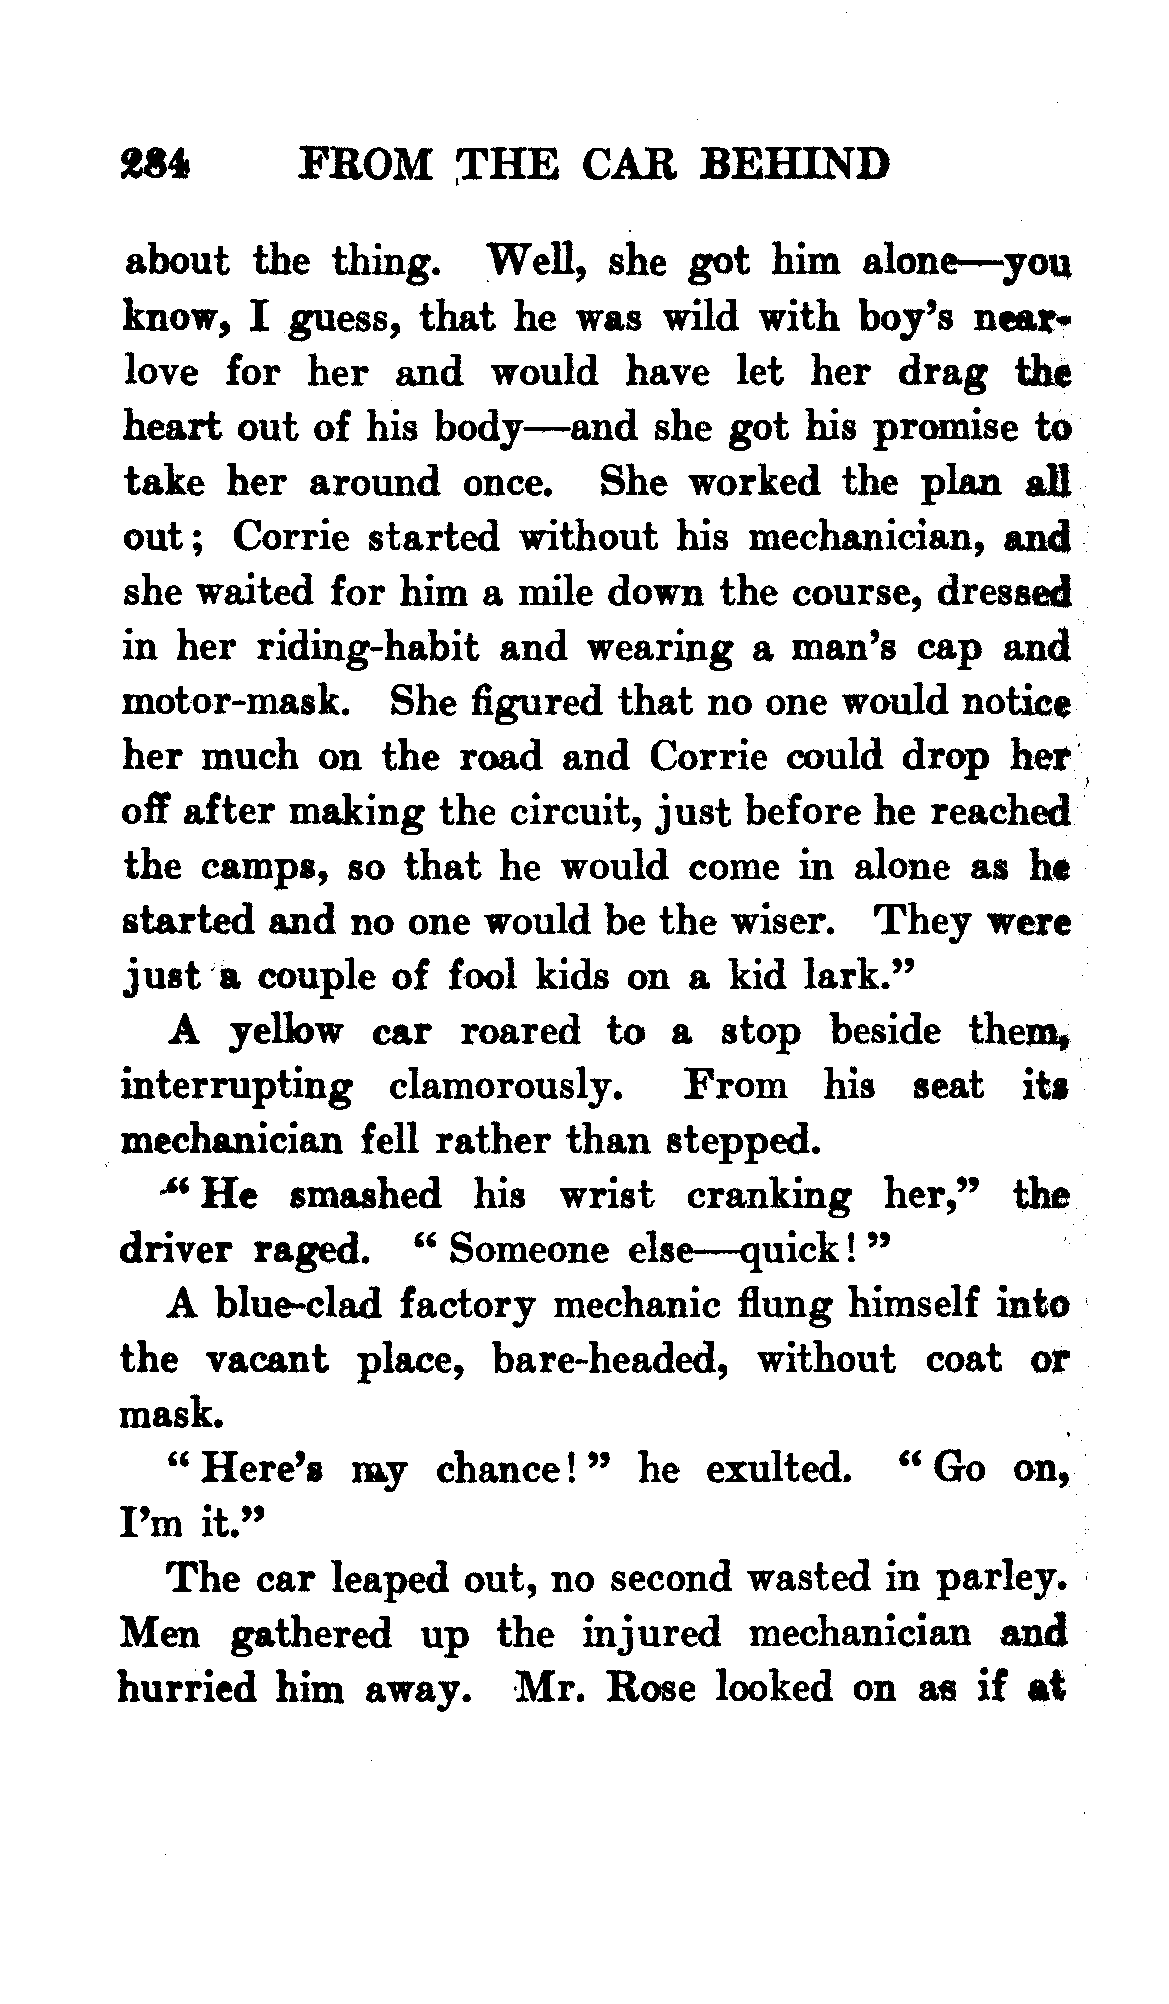 284 FROM THE CAR BEHIND
about the thing. Well, she got him alone—you
know, I guess, that he was wild with boy's near-
love for her and would have let her drag the
heart out of his body—and she got his promise to
take her around once. She worked the plan all
out; Corrie started without his mechanician, and
she waited for him a mile down the course, dressed
in her riding-habit and wearing a man's cap and
motor-mask. She figured that no one would notice
her much on the road and Corrie could drop her
off after making the circuit, just before he reached
the camps, so that he would come in alone as he
started and no one would be the wiser. They were
just a couple of fool kids on a kid lark."
A yellow car roared to a stop beside them,
interrupting clamorously. From his seat its
mechanician fell rather than stepped.
"He smashed his wrist cranking her," the
driver raged. "Someone else—quick!"
A blue-clad factory mechanic flung himself into
the vacant place, bare-headed, without coat or
mask.
"Here's my chance!" he exulted. "Go on,
I'm it."
The car leaped out, no second wasted in parley.
Men gathered up the injured mechanician and
hurried him away. Mr. Rose looked on as if at